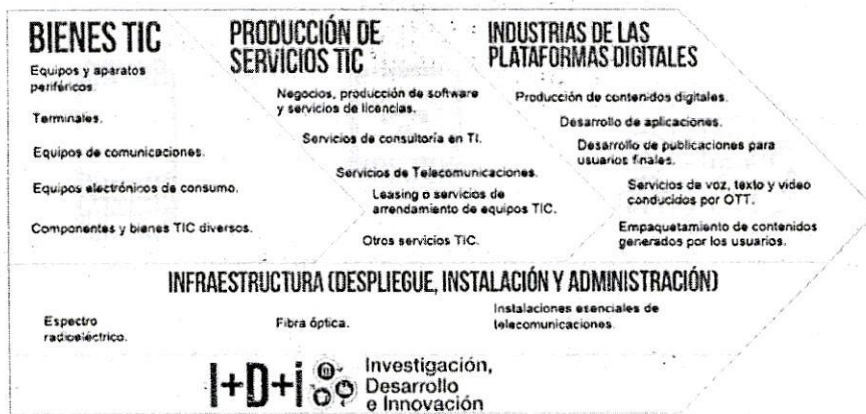 BIENES TIC
Equipos y aparatos
periféricos.
Terminales.
Equipos de comunicaciones.
Equipos electrónicos de consumo.
Componentes y bienes TIC diversos.
PRODUCCIÓN DE
SERVICIOS TIC
Negocios, producción de software
y servicios de licencias.
Servicios de consultoría en TI.
Servicios de Telecomunicaciones.
Leasing o servicios de
arrendamiento de equipos TIC.
Otros servicios TIC.
INDUSTRIAS DE LAS
PLATAFORMAS DIGITALES
Producción de contenidos digitales.
Desarrollo de aplicaciones.
Desarrollo de publicaciones para
usuarios finales.
Servicios de voz, texto y video
conducidos por OTT.
Empaquetamiento de contenidos
generados por los usuarios.
INFRAESTRUCTURA (DESPLIEGUE, INSTALACIÓN Y ADMINISTRACIÓN)
Espectro
radioeléctrico.
Fibra óptica.
Instalaciones esenciales de
telecomunicaciones.
I+D+i
Investigación,
Desarrollo
e Innovación